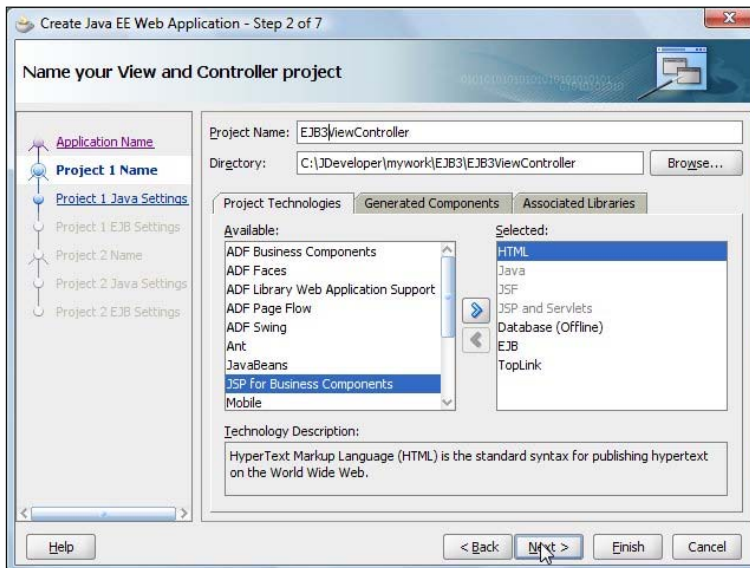 Create Java EE Web Application - Step 2 of 7
Name your View and Controller project
Application Name
Project 1 Name
Project 1 Java Settings
Project 1 EJB Settings
Project 2 Name
Project 2 Java Settings
Project 2 EJB Settings
Project Name: EJB3ViewController
Directory: C:\JDeveloper\mywork\EJB3\EJB3ViewController Browse...
Project Technologies Generated Components Associated Libraries
Available:
ADF Business Components
ADF Faces
ADF Library Web Application Support
ADF Page Flow
ADF Swing
Ant
JavaBeans
JSP for Business Components
Mobile
Selected:
HTML
Java
JSF
JSP and Servlets
Database (Offline)
EJB
TopLink
Technology Description:
HyperText Markup Language (HTML) is the standard syntax for publishing hypertext
on the World Wide Web.
Help < Back Next > Finish Cancel